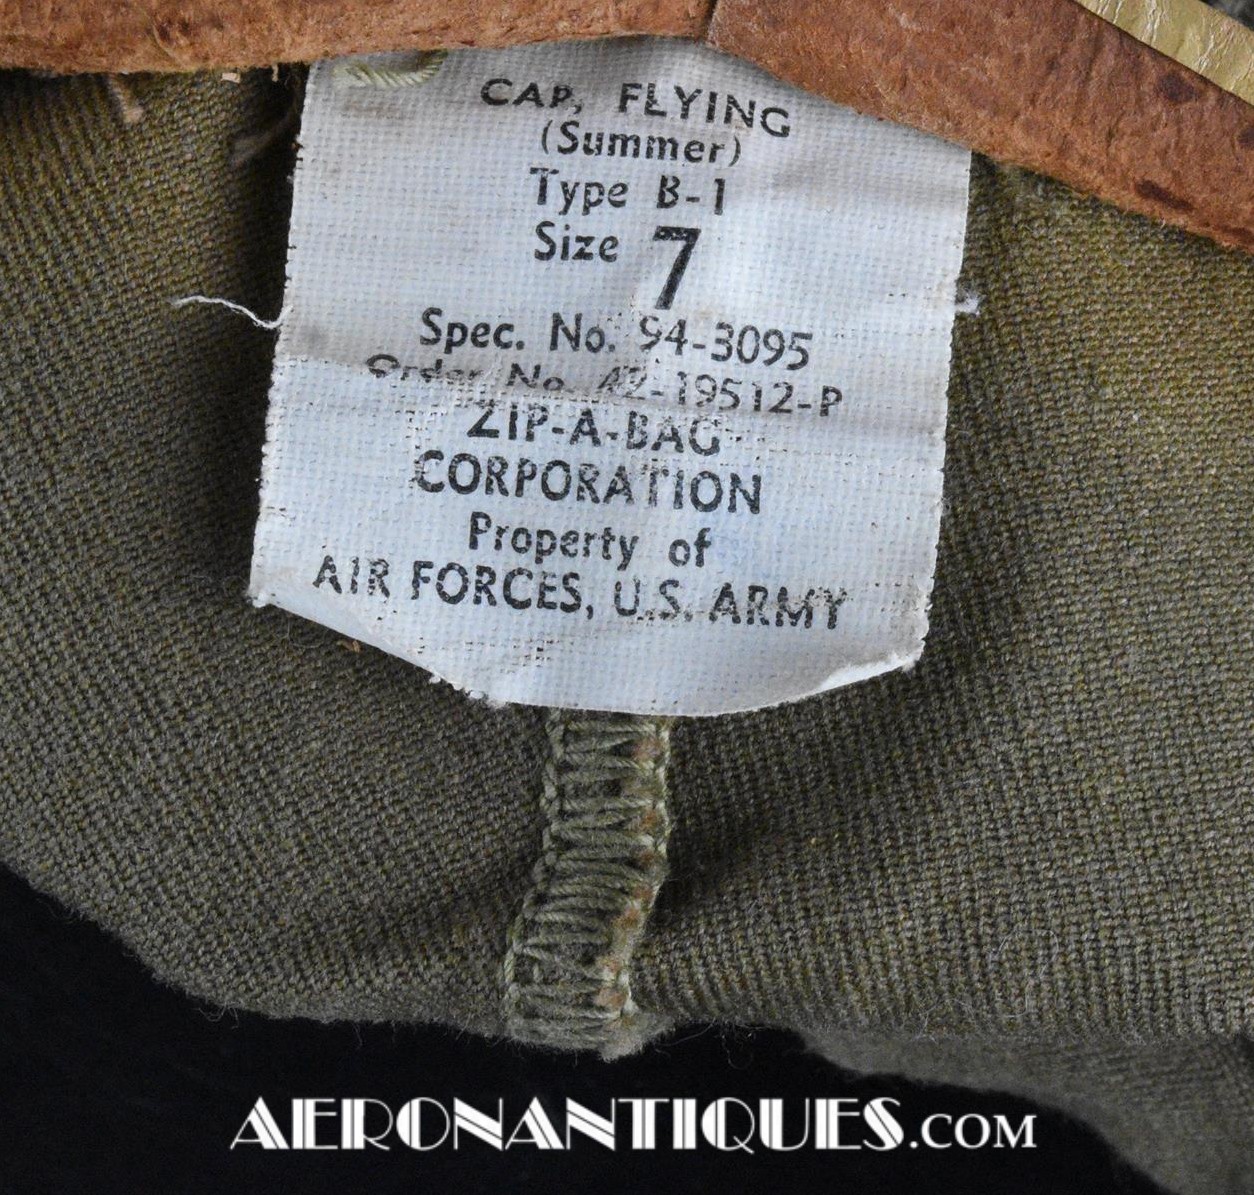 CAP, FLYING
(Summer)
Type B-1
Size 7
Spec. No. 94-3095
Order No. 42-19512-P
ZIP-A-BAG
CORPORATION
Property of
AIR FORCES, U.S. ARMY
AERONANTIQUES.COM